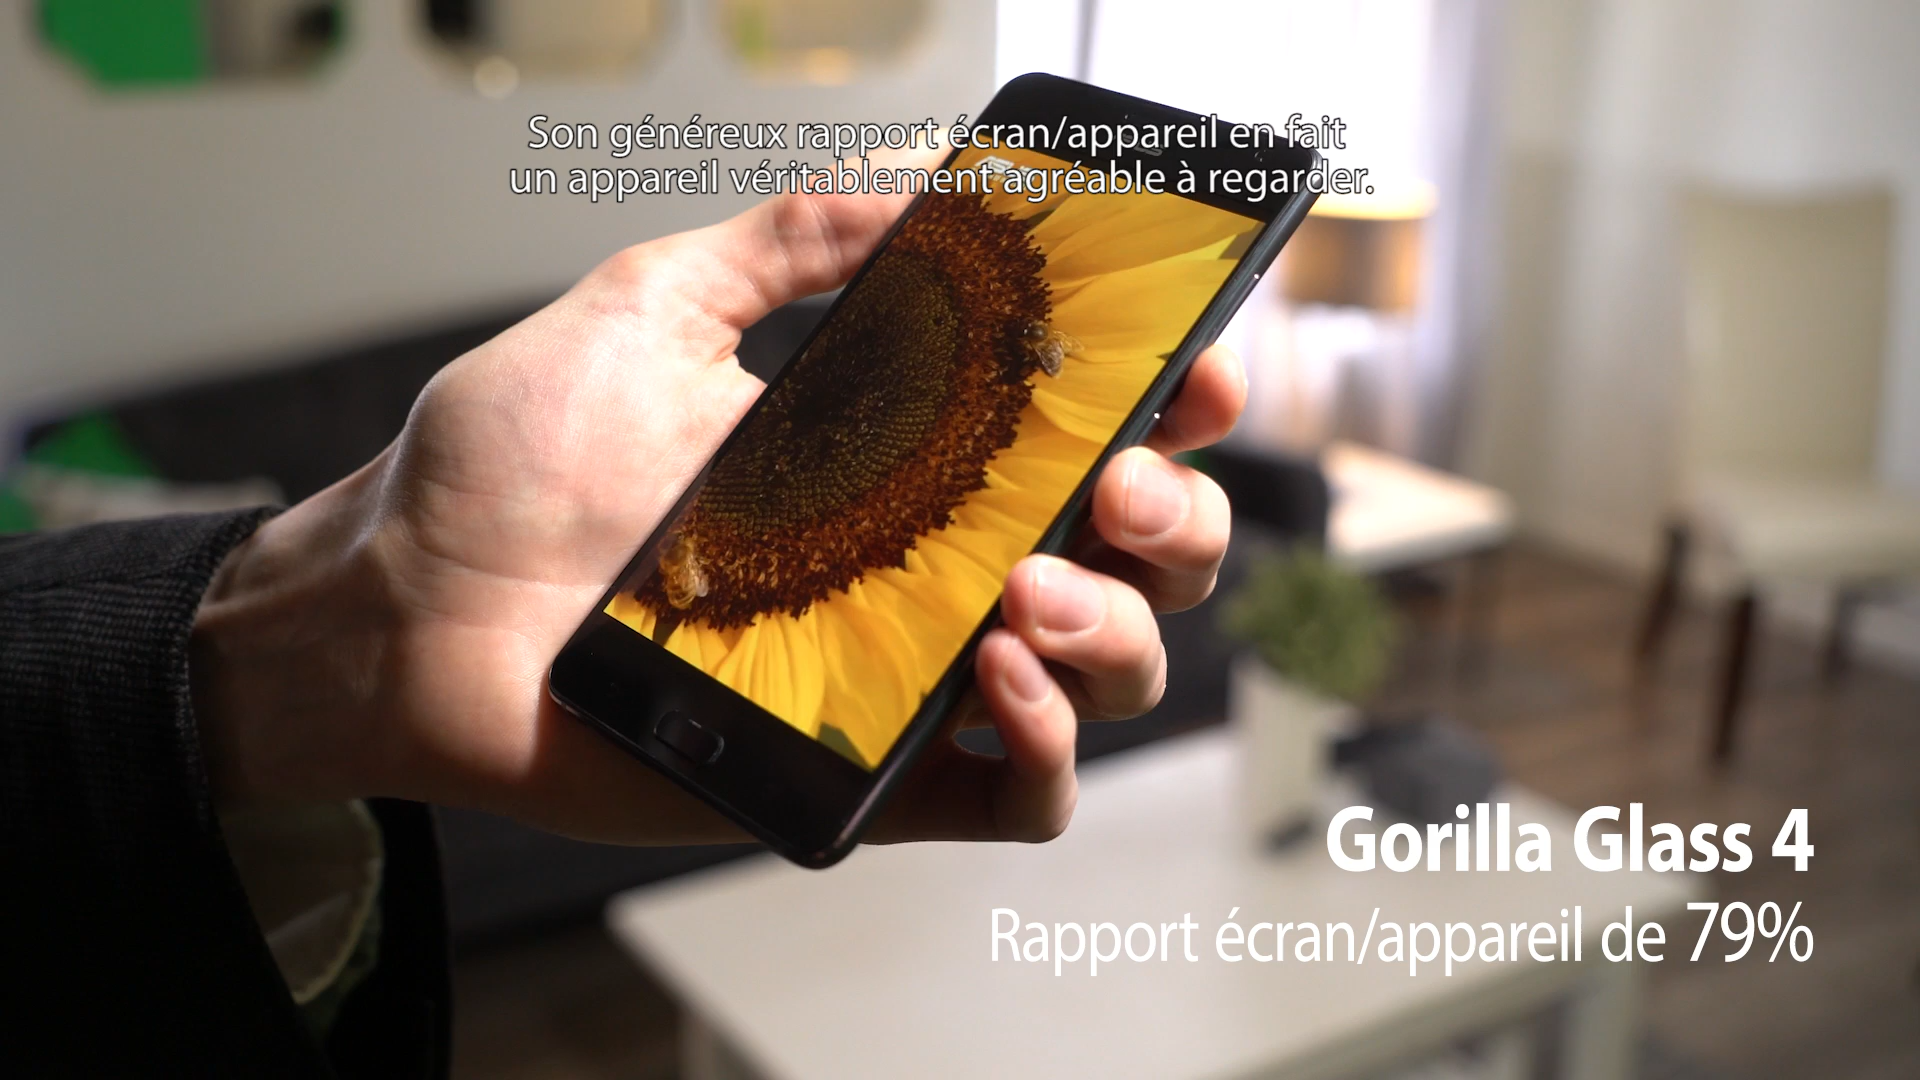 Son généreux rapport écran/appareil en fait
un appareil véritablement agréable à regarder.
Gorilla Glass 4
Rapport écran/appareil de 79%